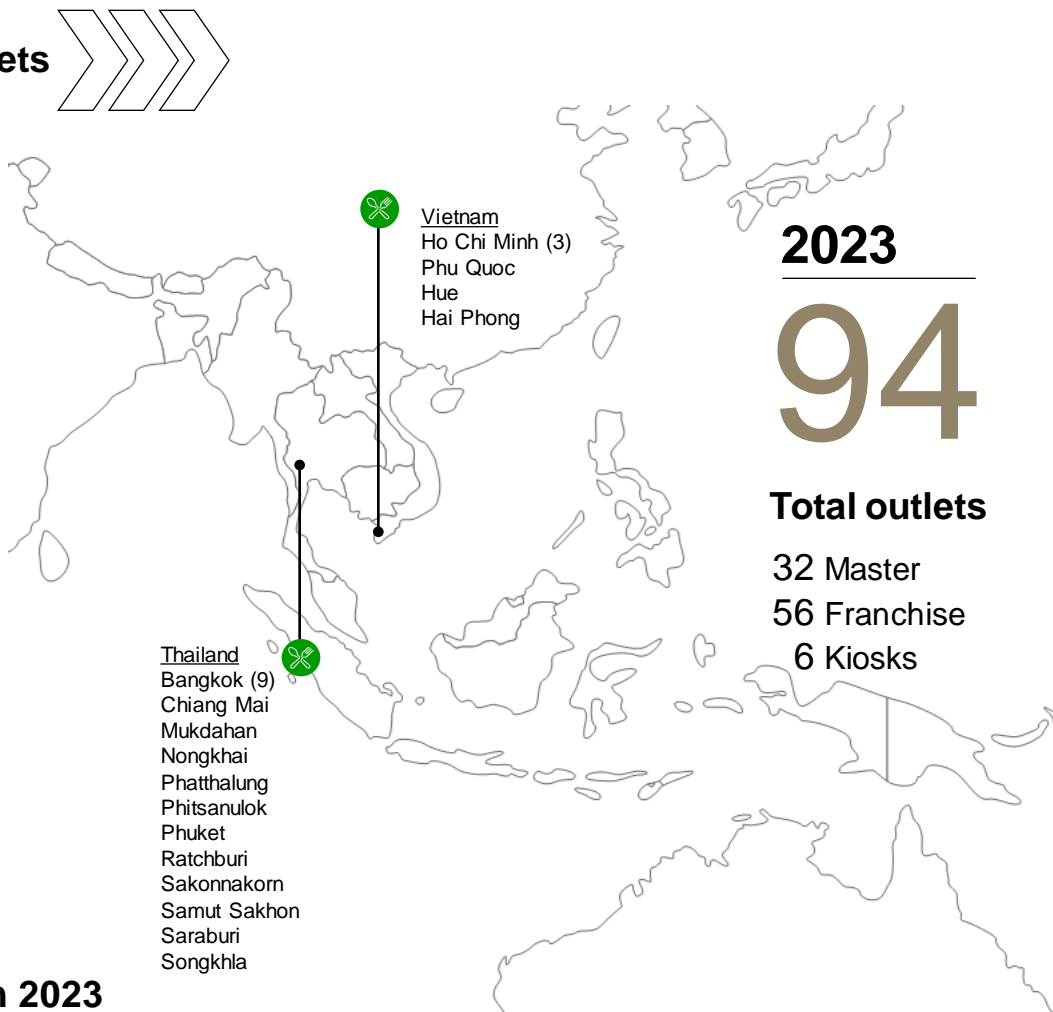 ets
Vietnam
Ho Chi Minh (3)
Phu Quoc
Hue
Hai Phong
2023
94
Total outlets
32 Master
56 Franchise
6 Kiosks
Thailand
Bangkok (9)
Chiang Mai
Mukdahan
Nongkhai
Phatthalung
Phitsanulok
Phuket
Ratchburi
Sakonnakorn
Samut Sakhon
Saraburi
Songkhla
n 2023